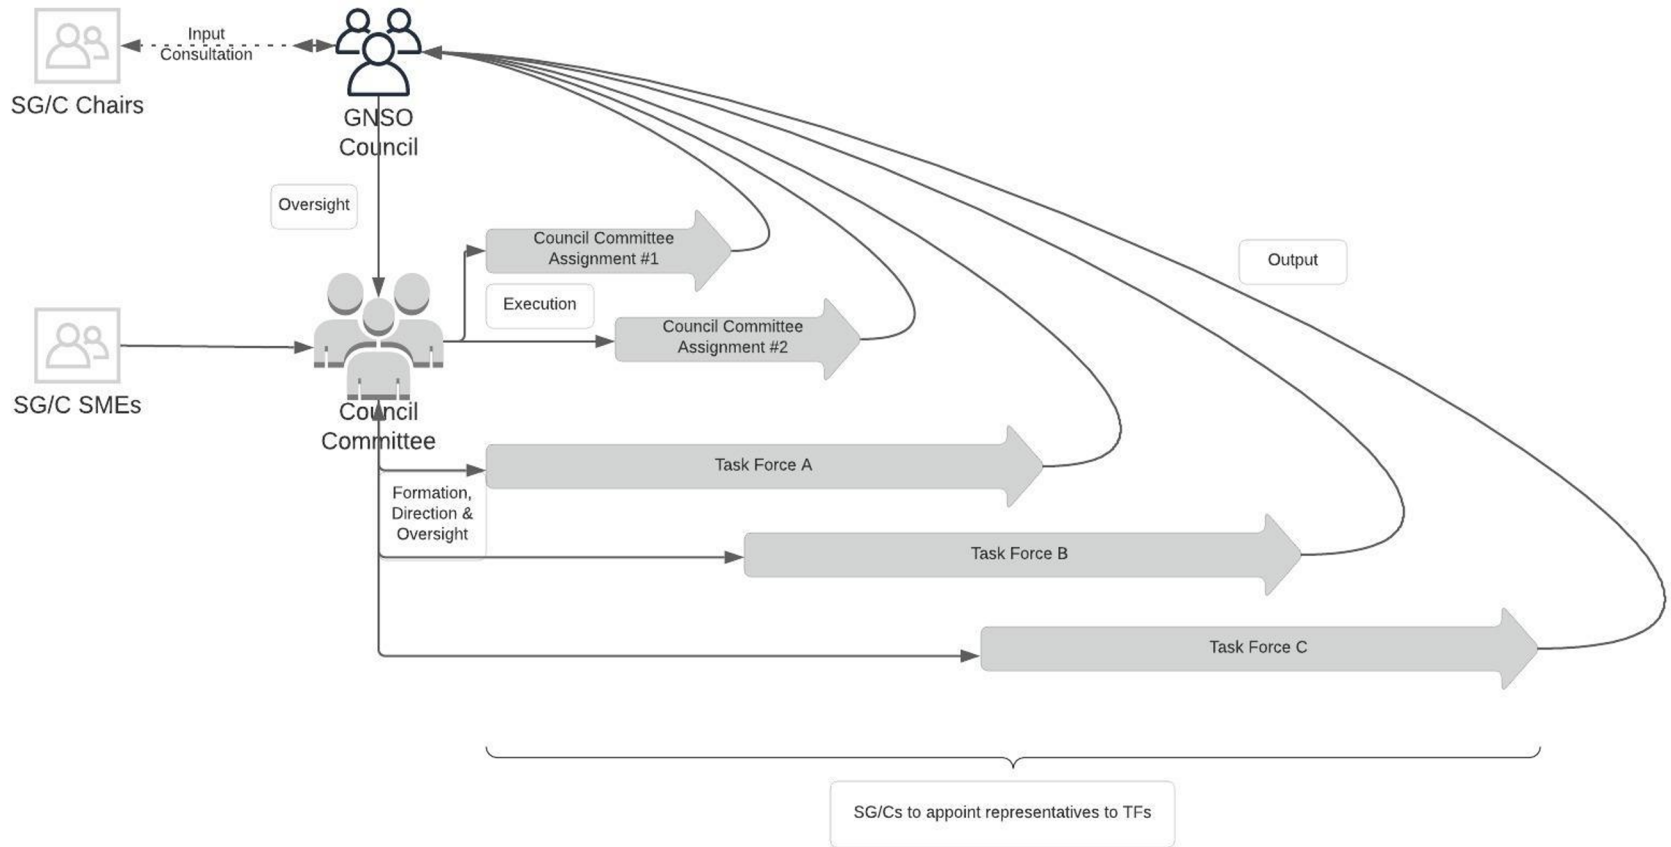 Input
Consultation
SG/C Chairs
GNSO
Council
Oversight
Council Committee
Assignment #1
Output
Execution
Council Committee
Assignment #2
SG/C SMEs
Council
Committee
Task Force A
Formation,
Direction &
Oversight
Task Force B
Task Force C
SG/Cs to appoint representatives to TFs